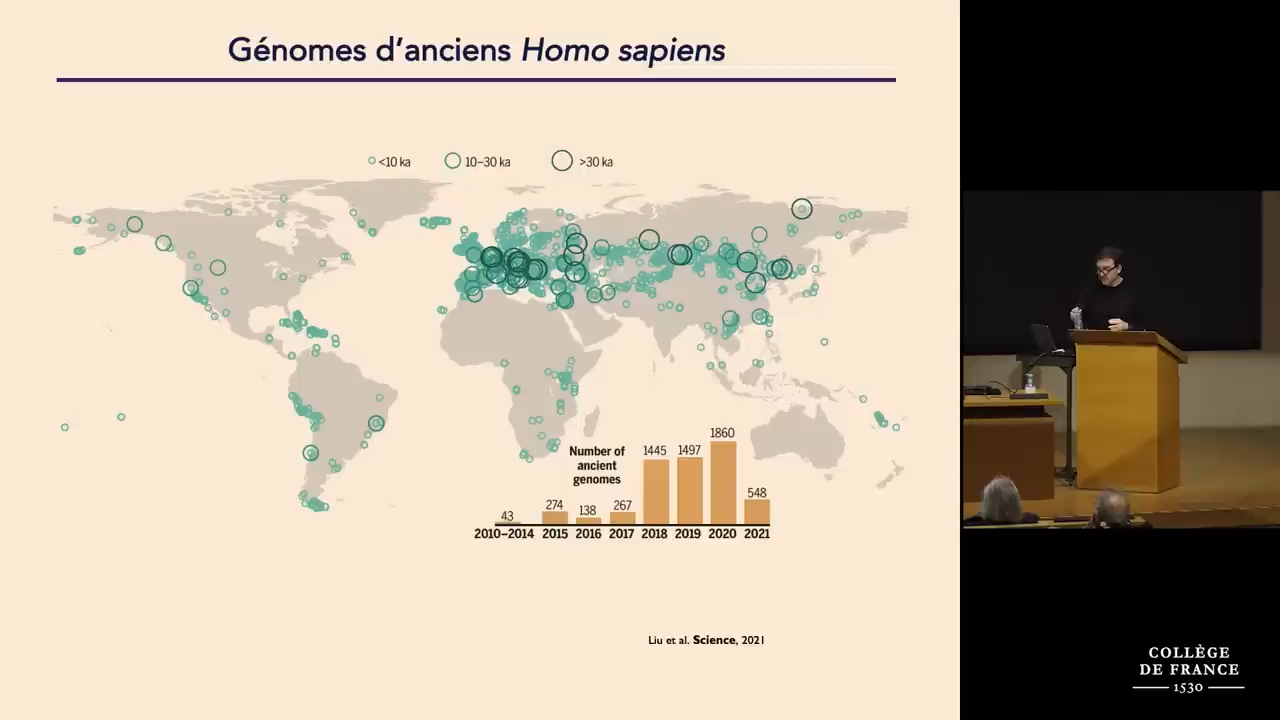 Génomes d’anciens Homo sapiens
<10 ka
10–30 ka
>30 ka
Number of
ancient
genomes
43
274
138
267
1445
1497
1860
548
2010–2014 2015 2016 2017 2018 2019 2020 2021
Liu et al. Science, 2021
COLLÈGE
DE FRANCE
1530